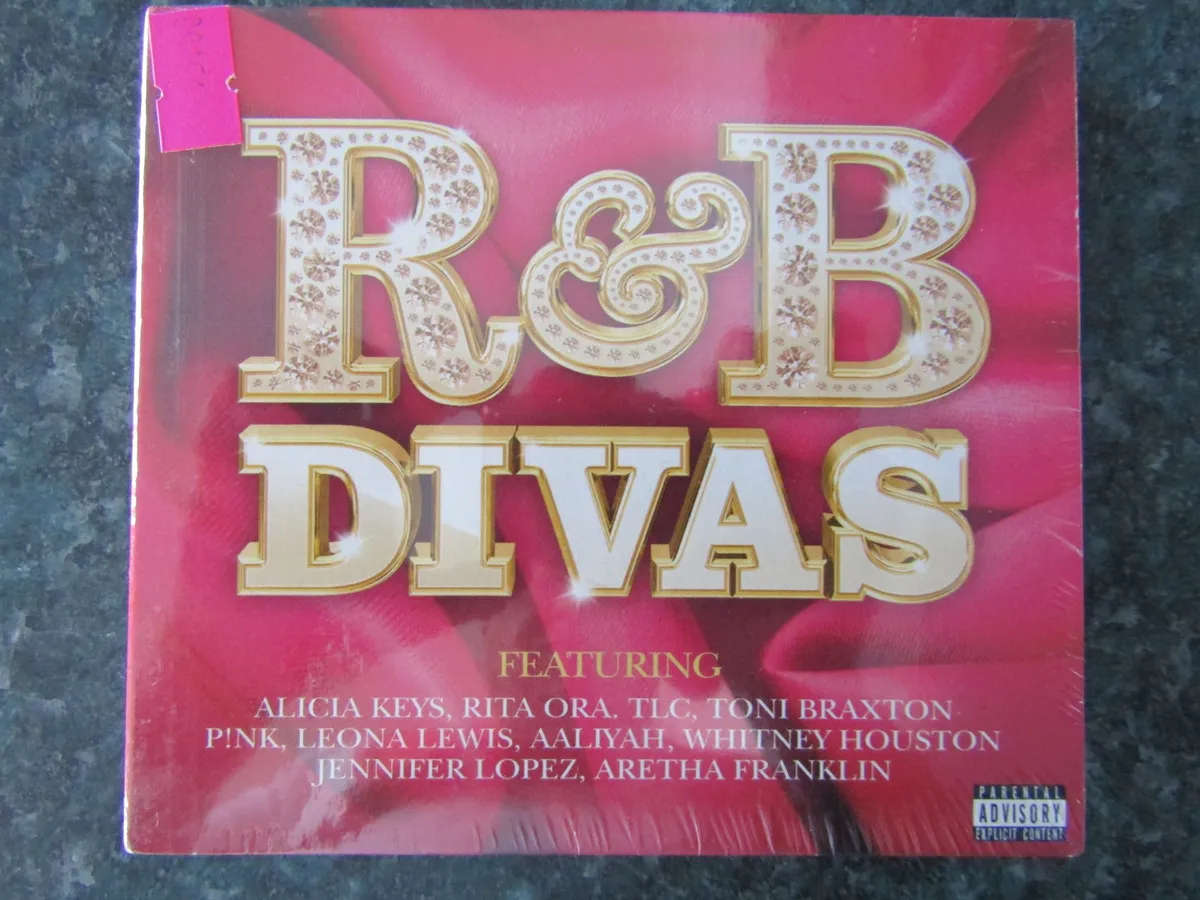 R&B
DIVAS
FEATURING
ALICIA KEYS, RITA ORA. TLC, TONI BRAXTON
P!NK, LEONA LEWIS, AALIYAH, WHITNEY HOUSTON
JENNIFER LOPEZ, ARETHA FRANKLIN
PARENTAL
ADVISORY
EXPLICIT CONTENT